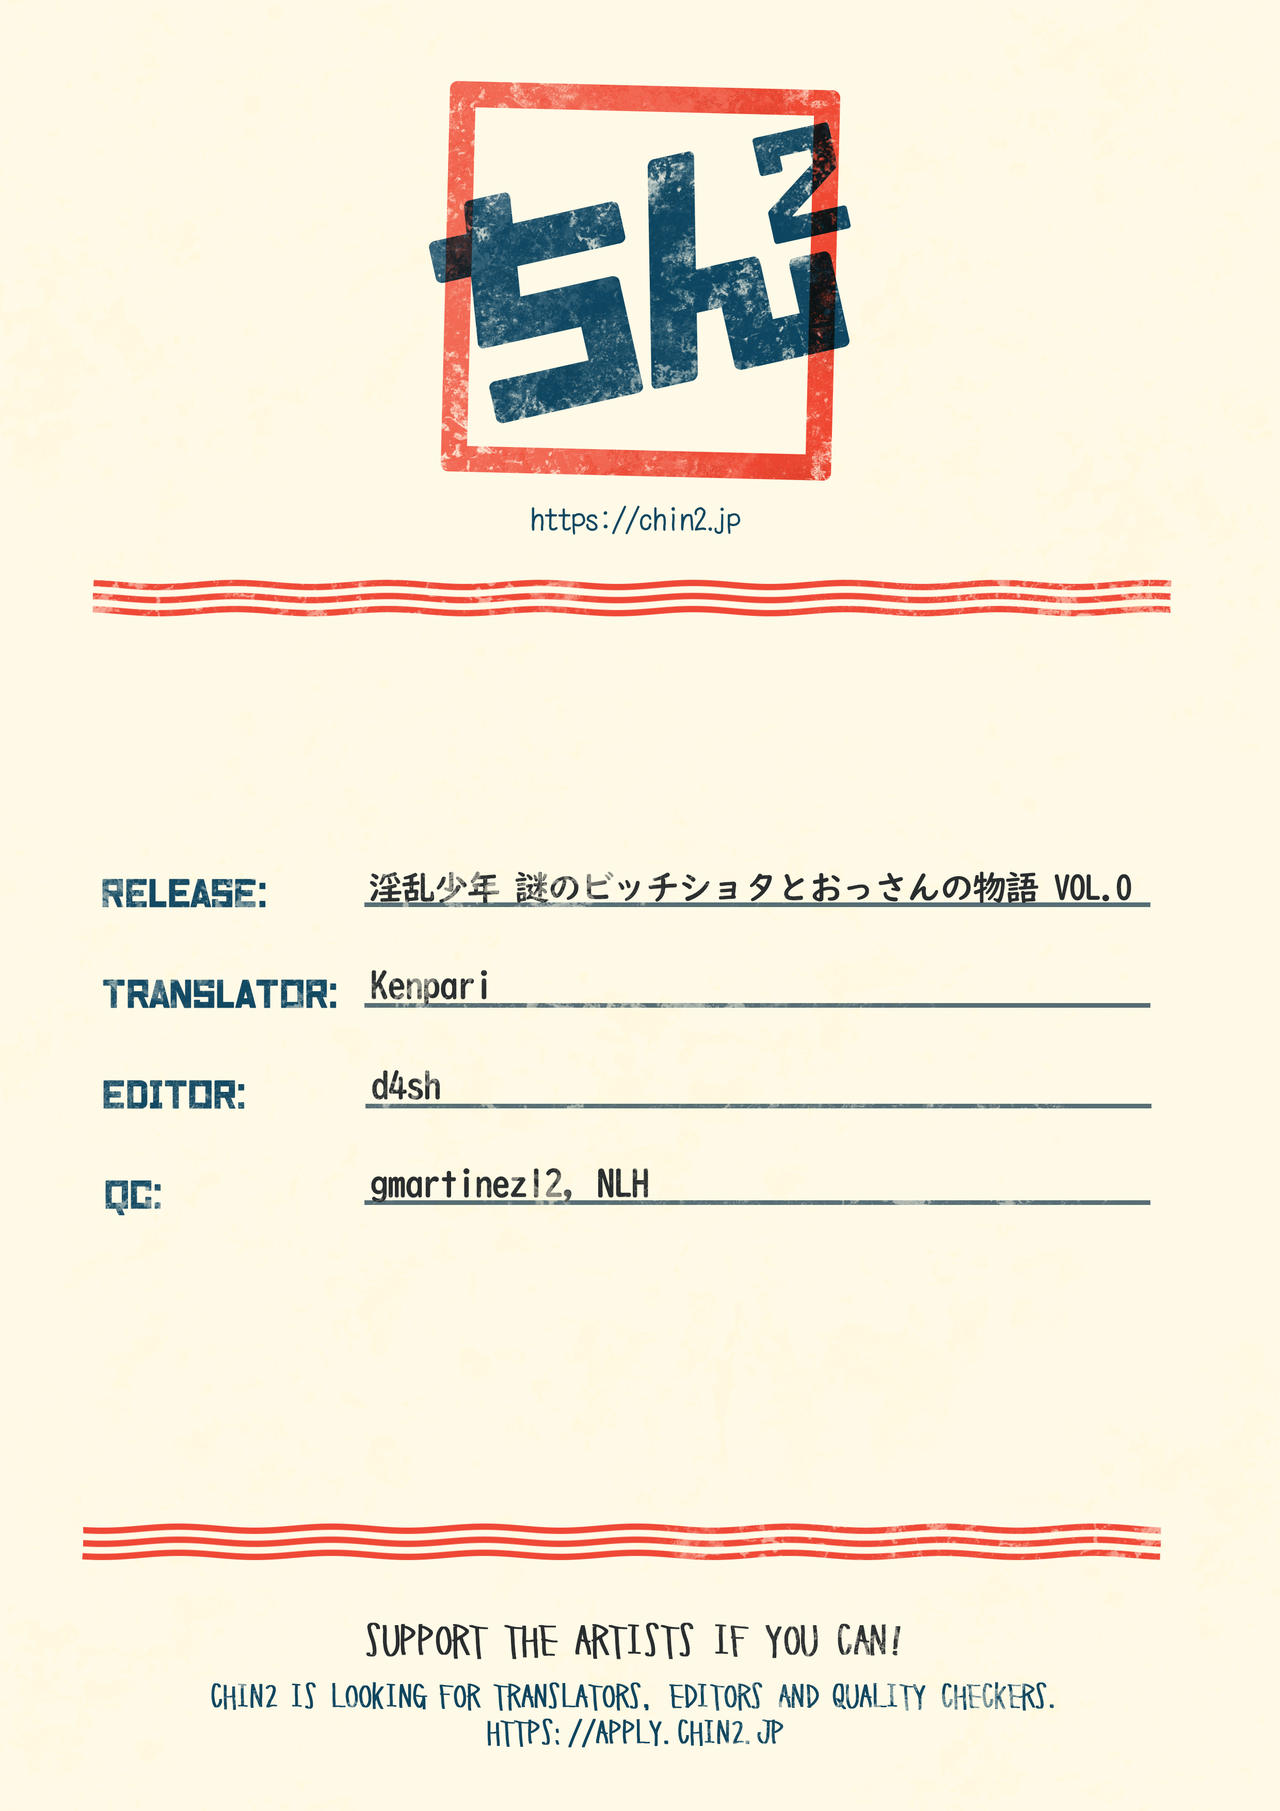 ちん2
https://chin2.jp
RELEASE: 淫乱少年 謎のビッチショタとおっさんの物語 VOL.0
TRANSLATOR: Kenpari
EDITOR: d4sh
QC: gmartinez12, NLH
SUPPORT THE ARTISTS IF YOU CAN!
CHIN2 IS LOOKING FOR TRANSLATORS, EDITORS AND QUALITY CHECKERS.
HTTPS://APPLY.CHIN2.JP